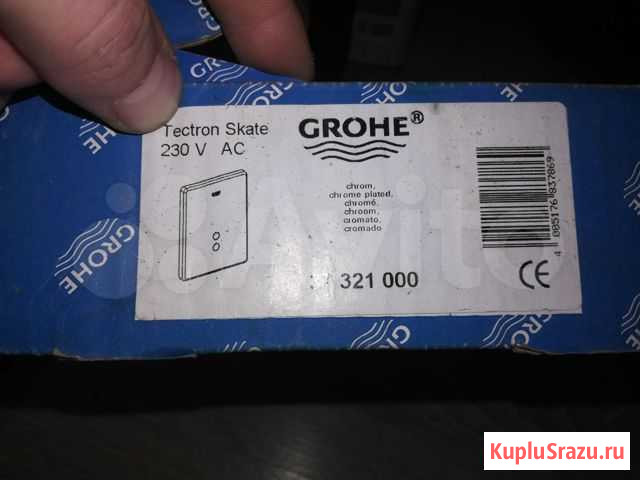 GROHE
Tectron Skate
230 V AC
GROHE®
chrom,
chrome plated,
chromé,
chroom,
cromato,
cromado
321 000
4 005176 837869
CE
GROHE
GROHE
GROHE
Avito
KupluSrazu.ru